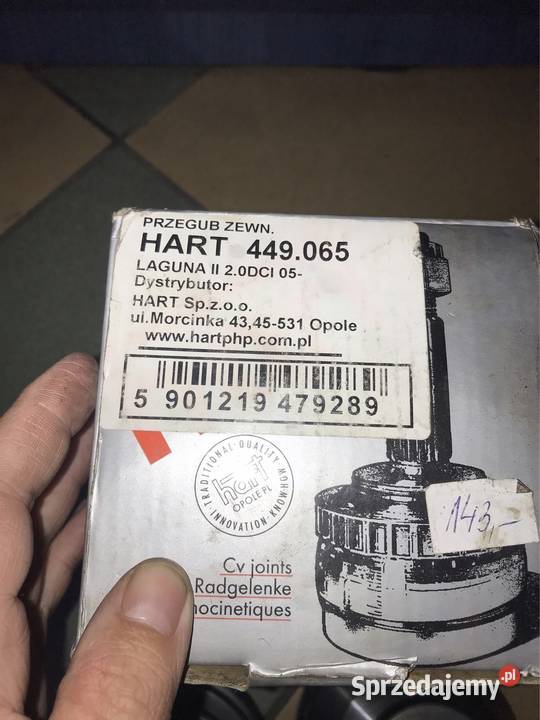 PRZEGUB ZEWN.
HART 449.065
LAGUNA II 2.0DCI 05-
Dystrybutor:
HART Sp.z.o.o.
ul.Morcinka 43,45-531 Opole
www.hartphp.com.pl
5 901219 479289
TRADITIONAL·QUALITY
hart
OPOLE.PL
INNOVATION·KNOWHOW
143,-
Cv joints
Radgelenke
nocinetiques
Sprzedajemy.pl